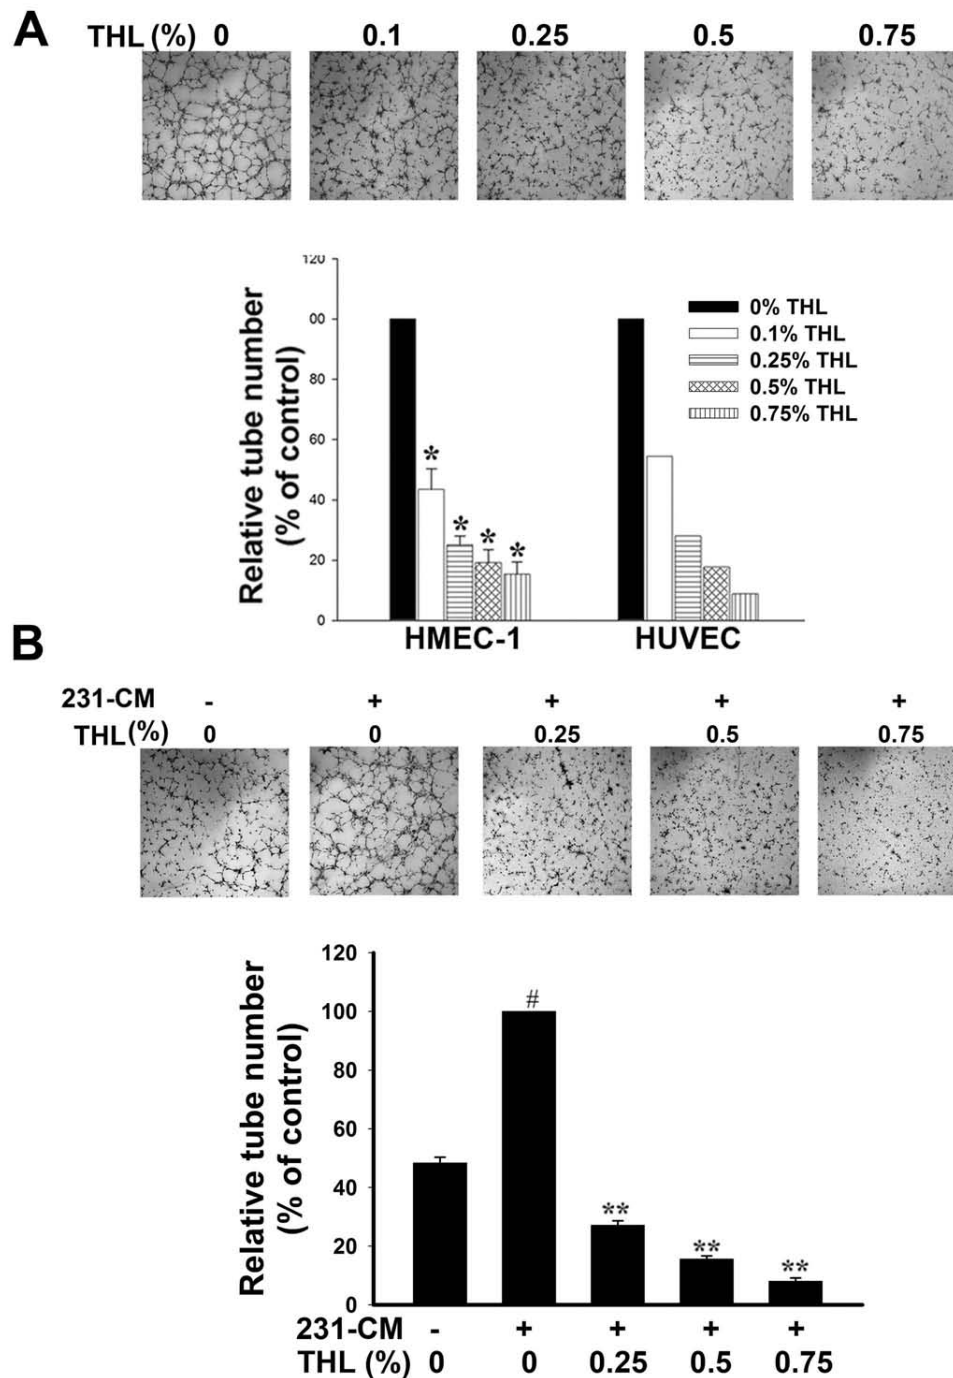 A
THL (%) 0 0.1 0.25 0.5 0.75
120
00
80
60
40
20
0
Relative tube number
(% of control)
0% THL
0.1% THL
0.25% THL
0.5% THL
0.75% THL
*
* * *
HMEC-1 HUVEC
B
231-CM - + + + +
THL (%) 0 0 0.25 0.5 0.75
120
100
80
60
40
20
0
Relative tube number
(% of control)
#
** ** **
231-CM - + + + +
THL (%) 0 0 0.25 0.5 0.75